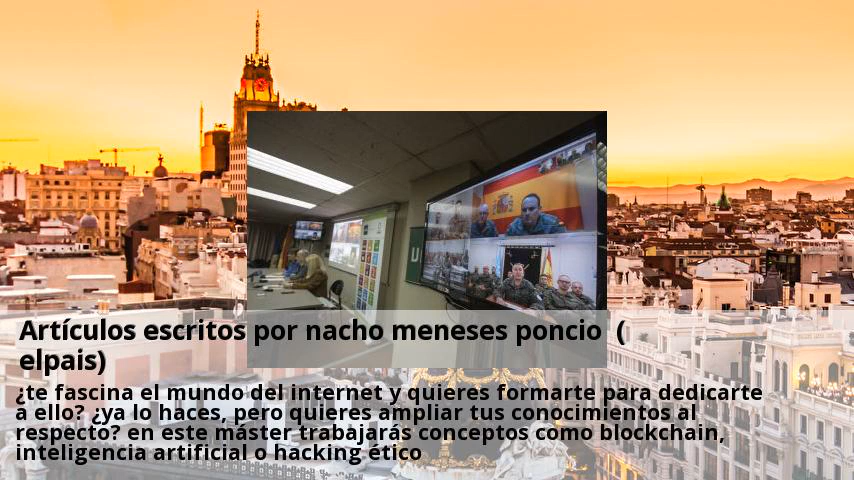 Artículos escritos por nacho meneses poncio (
elpais)
¿te fascina el mundo del internet y quieres formarte para dedicarte
a ello? ¿ya lo haces, pero quieres ampliar tus conocimientos al
respecto? en este máster trabajarás conceptos como blockchain,
inteligencia artificial o hacking ético